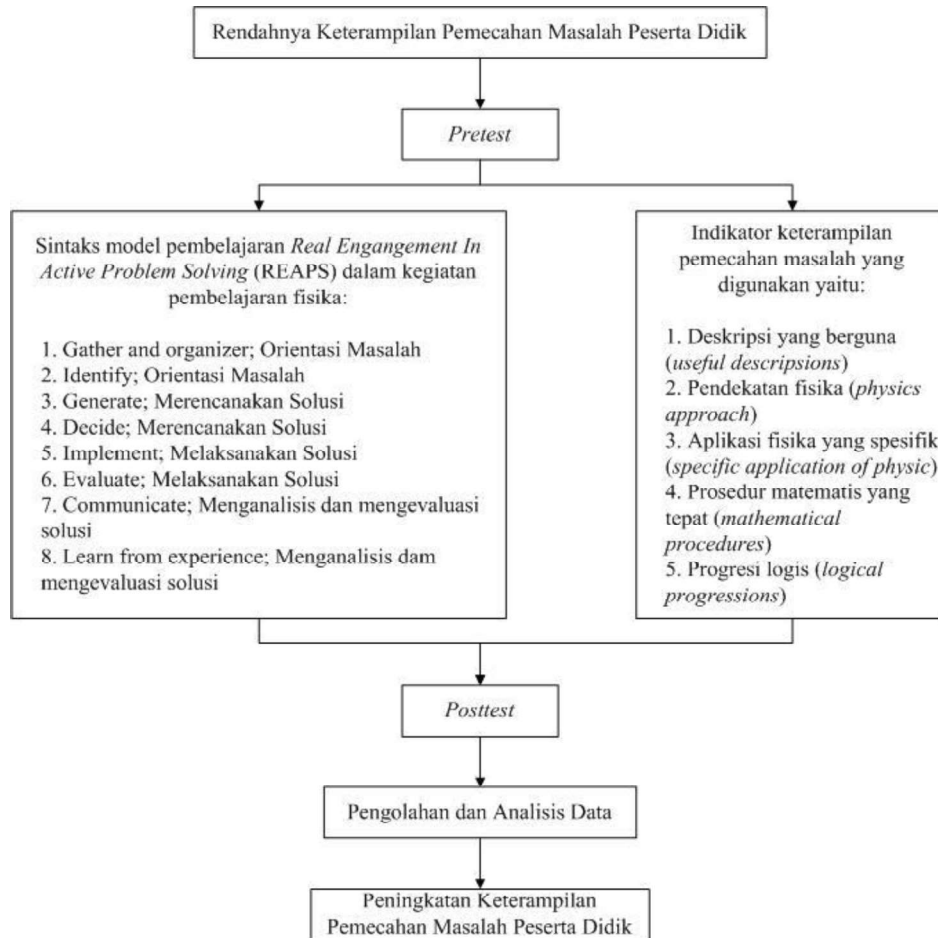 Rendahnya Keterampilan Pemecahan Masalah Peserta Didik
Pretest
Sintaks model pembelajaran Real Engangement In
Active Problem Solving (REAPS) dalam kegiatan
pembelajaran fisika:
1. Gather and organizer; Orientasi Masalah
2. Identify; Orientasi Masalah
3. Generate; Merencanakan Solusi
4. Decide; Merencanakan Solusi
5. Implement; Melaksanakan Solusi
6. Evaluate; Melaksanakan Solusi
7. Communicate; Menganalisis dan mengevaluasi
solusi
8. Learn from experience; Menganalisis dam
mengevaluasi solusi
Indikator keterampilan
pemecahan masalah yang
digunakan yaitu:
1. Deskripsi yang berguna
(useful descripsions)
2. Pendekatan fisika (physics
approach)
3. Aplikasi fisika yang spesifik
(specific application of physic)
4. Prosedur matematis yang
tepat (mathematical
procedures)
5. Progresi logis (logical
progressions)
Posttest
Pengolahan dan Analisis Data
Peningkatan Keterampilan
Pemecahan Masalah Peserta Didik